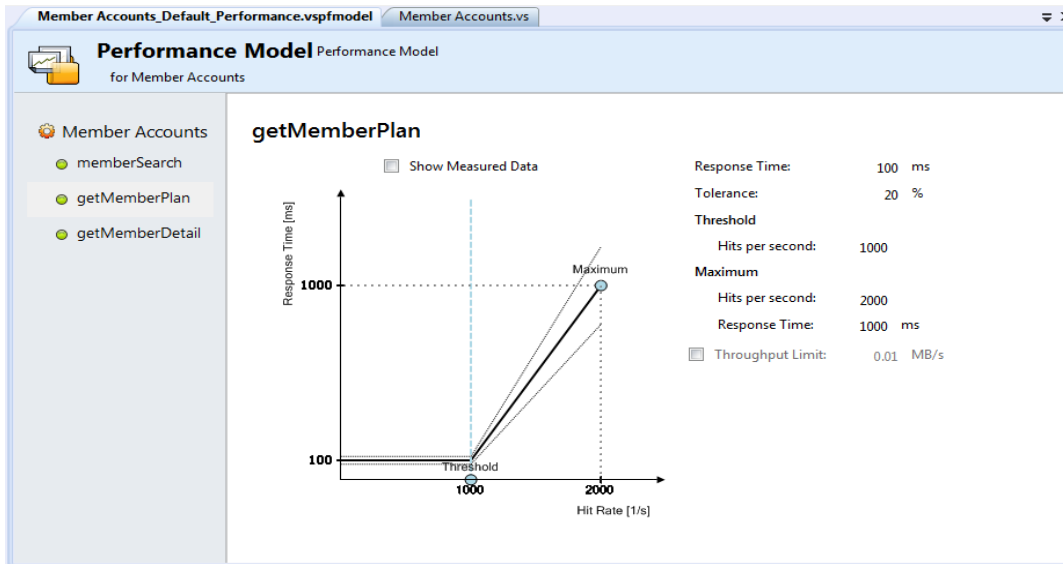 Member Accounts_Default_Performance.vspfmodel
Member Accounts.vs
Performance Model Performance Model
for Member Accounts
Member Accounts
memberSearch
getMemberPlan
getMemberDetail
getMemberPlan
Show Measured Data
Response Time [ms]
1000
100
Maximum
Threshold
1000
2000
Hit Rate [1/s]
Response Time: 100 ms
Tolerance: 20 %
Threshold
Hits per second: 1000
Maximum
Hits per second: 2000
Response Time: 1000 ms
Throughput Limit: 0.01 MB/s